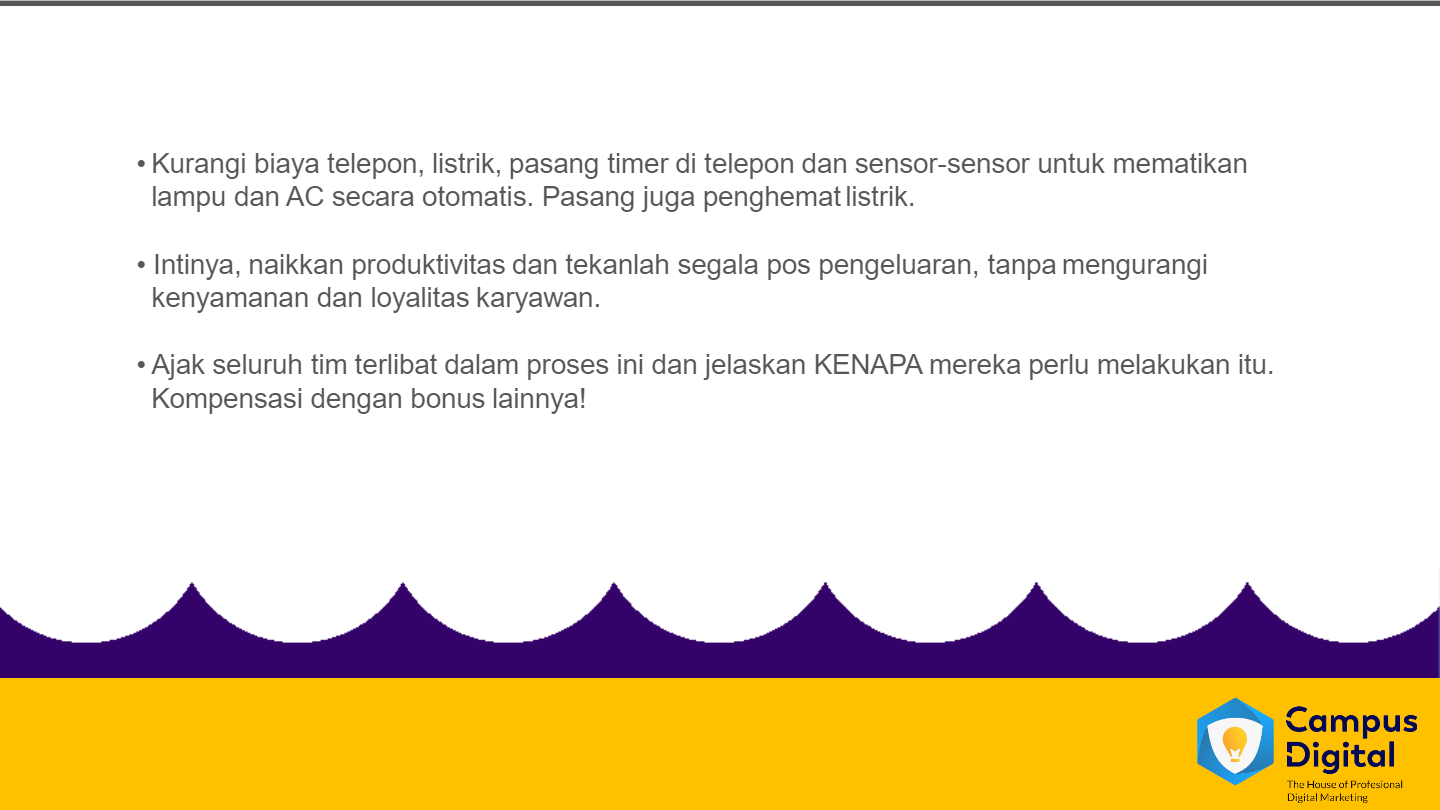 • Kurangi biaya telepon, listrik, pasang timer di telepon dan sensor-sensor untuk mematikan
lampu dan AC secara otomatis. Pasang juga penghemat listrik.
• Intinya, naikkan produktivitas dan tekanlah segala pos pengeluaran, tanpa mengurangi
kenyamanan dan loyalitas karyawan.
• Ajak seluruh tim terlibat dalam proses ini dan jelaskan KENAPA mereka perlu melakukan itu.
Kompensasi dengan bonus lainnya!
Campus
Digital
The House of Profesional
Digital Marketing